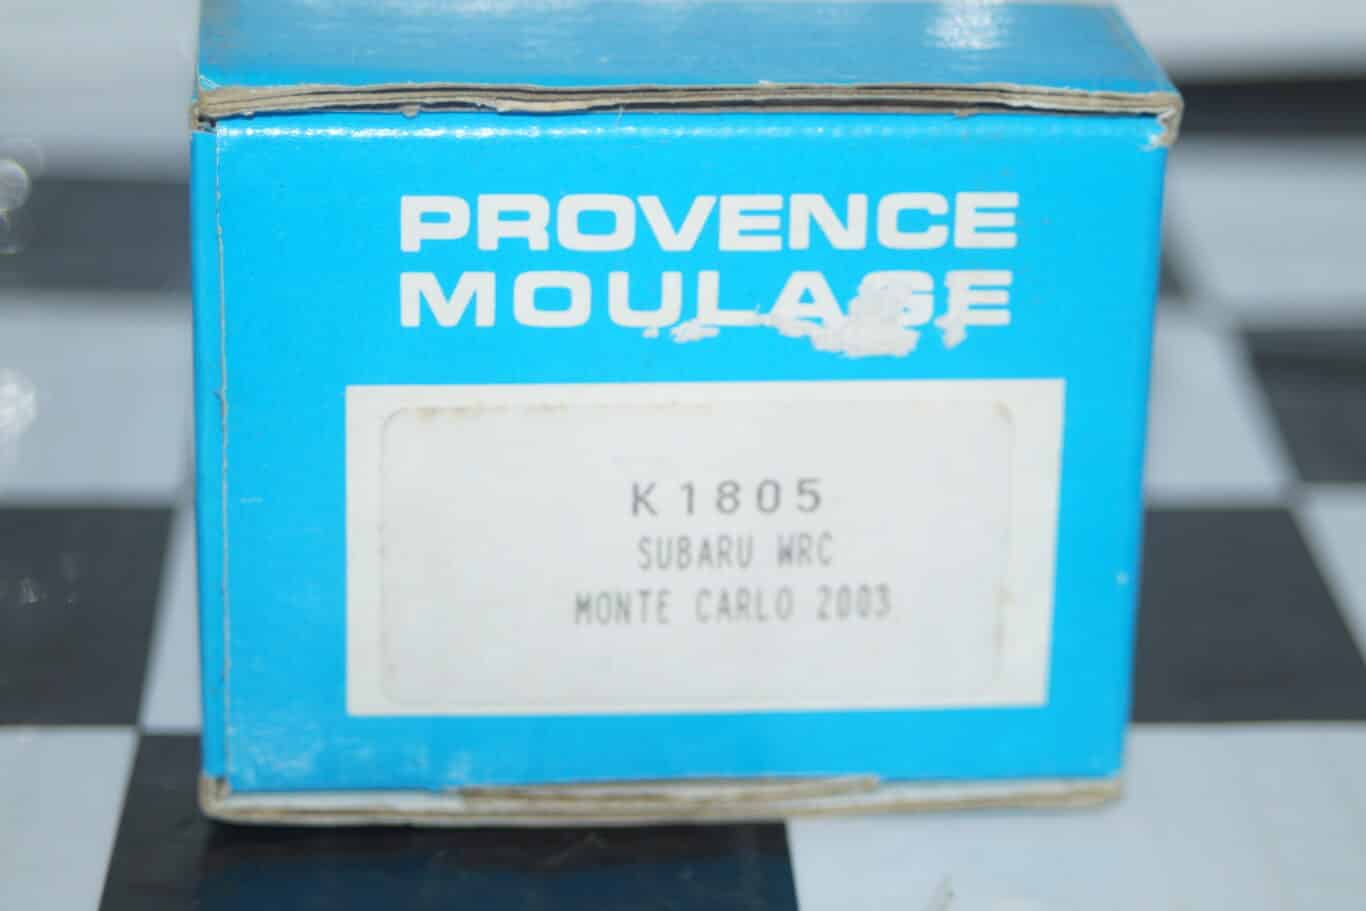 PROVENCE
MOULAGE
K1805
SUBARU WRC
MONTE CARLO 2003